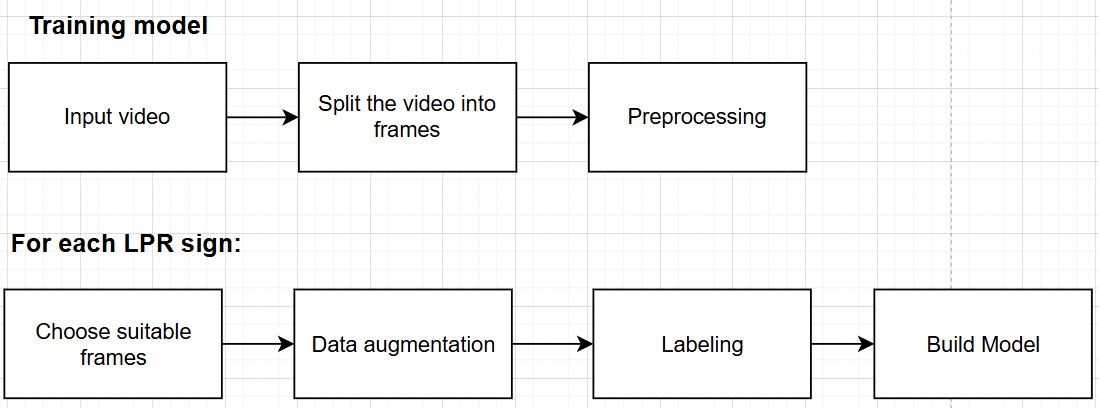 Training model
Input video
Split the video into
frames
Preprocessing
For each LPR sign:
Choose suitable
frames
Data augmentation
Labeling
Build Model